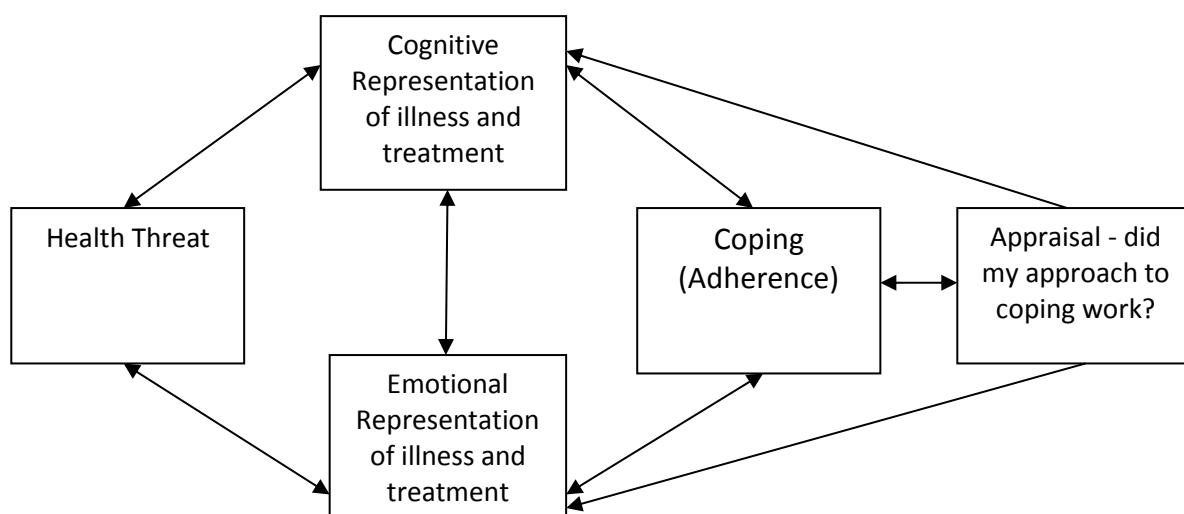 Cognitive
Representation
of illness and
treatment
Health Threat
Coping
(Adherence)
Appraisal - did
my approach to
coping work?
Emotional
Representation
of illness and
treatment